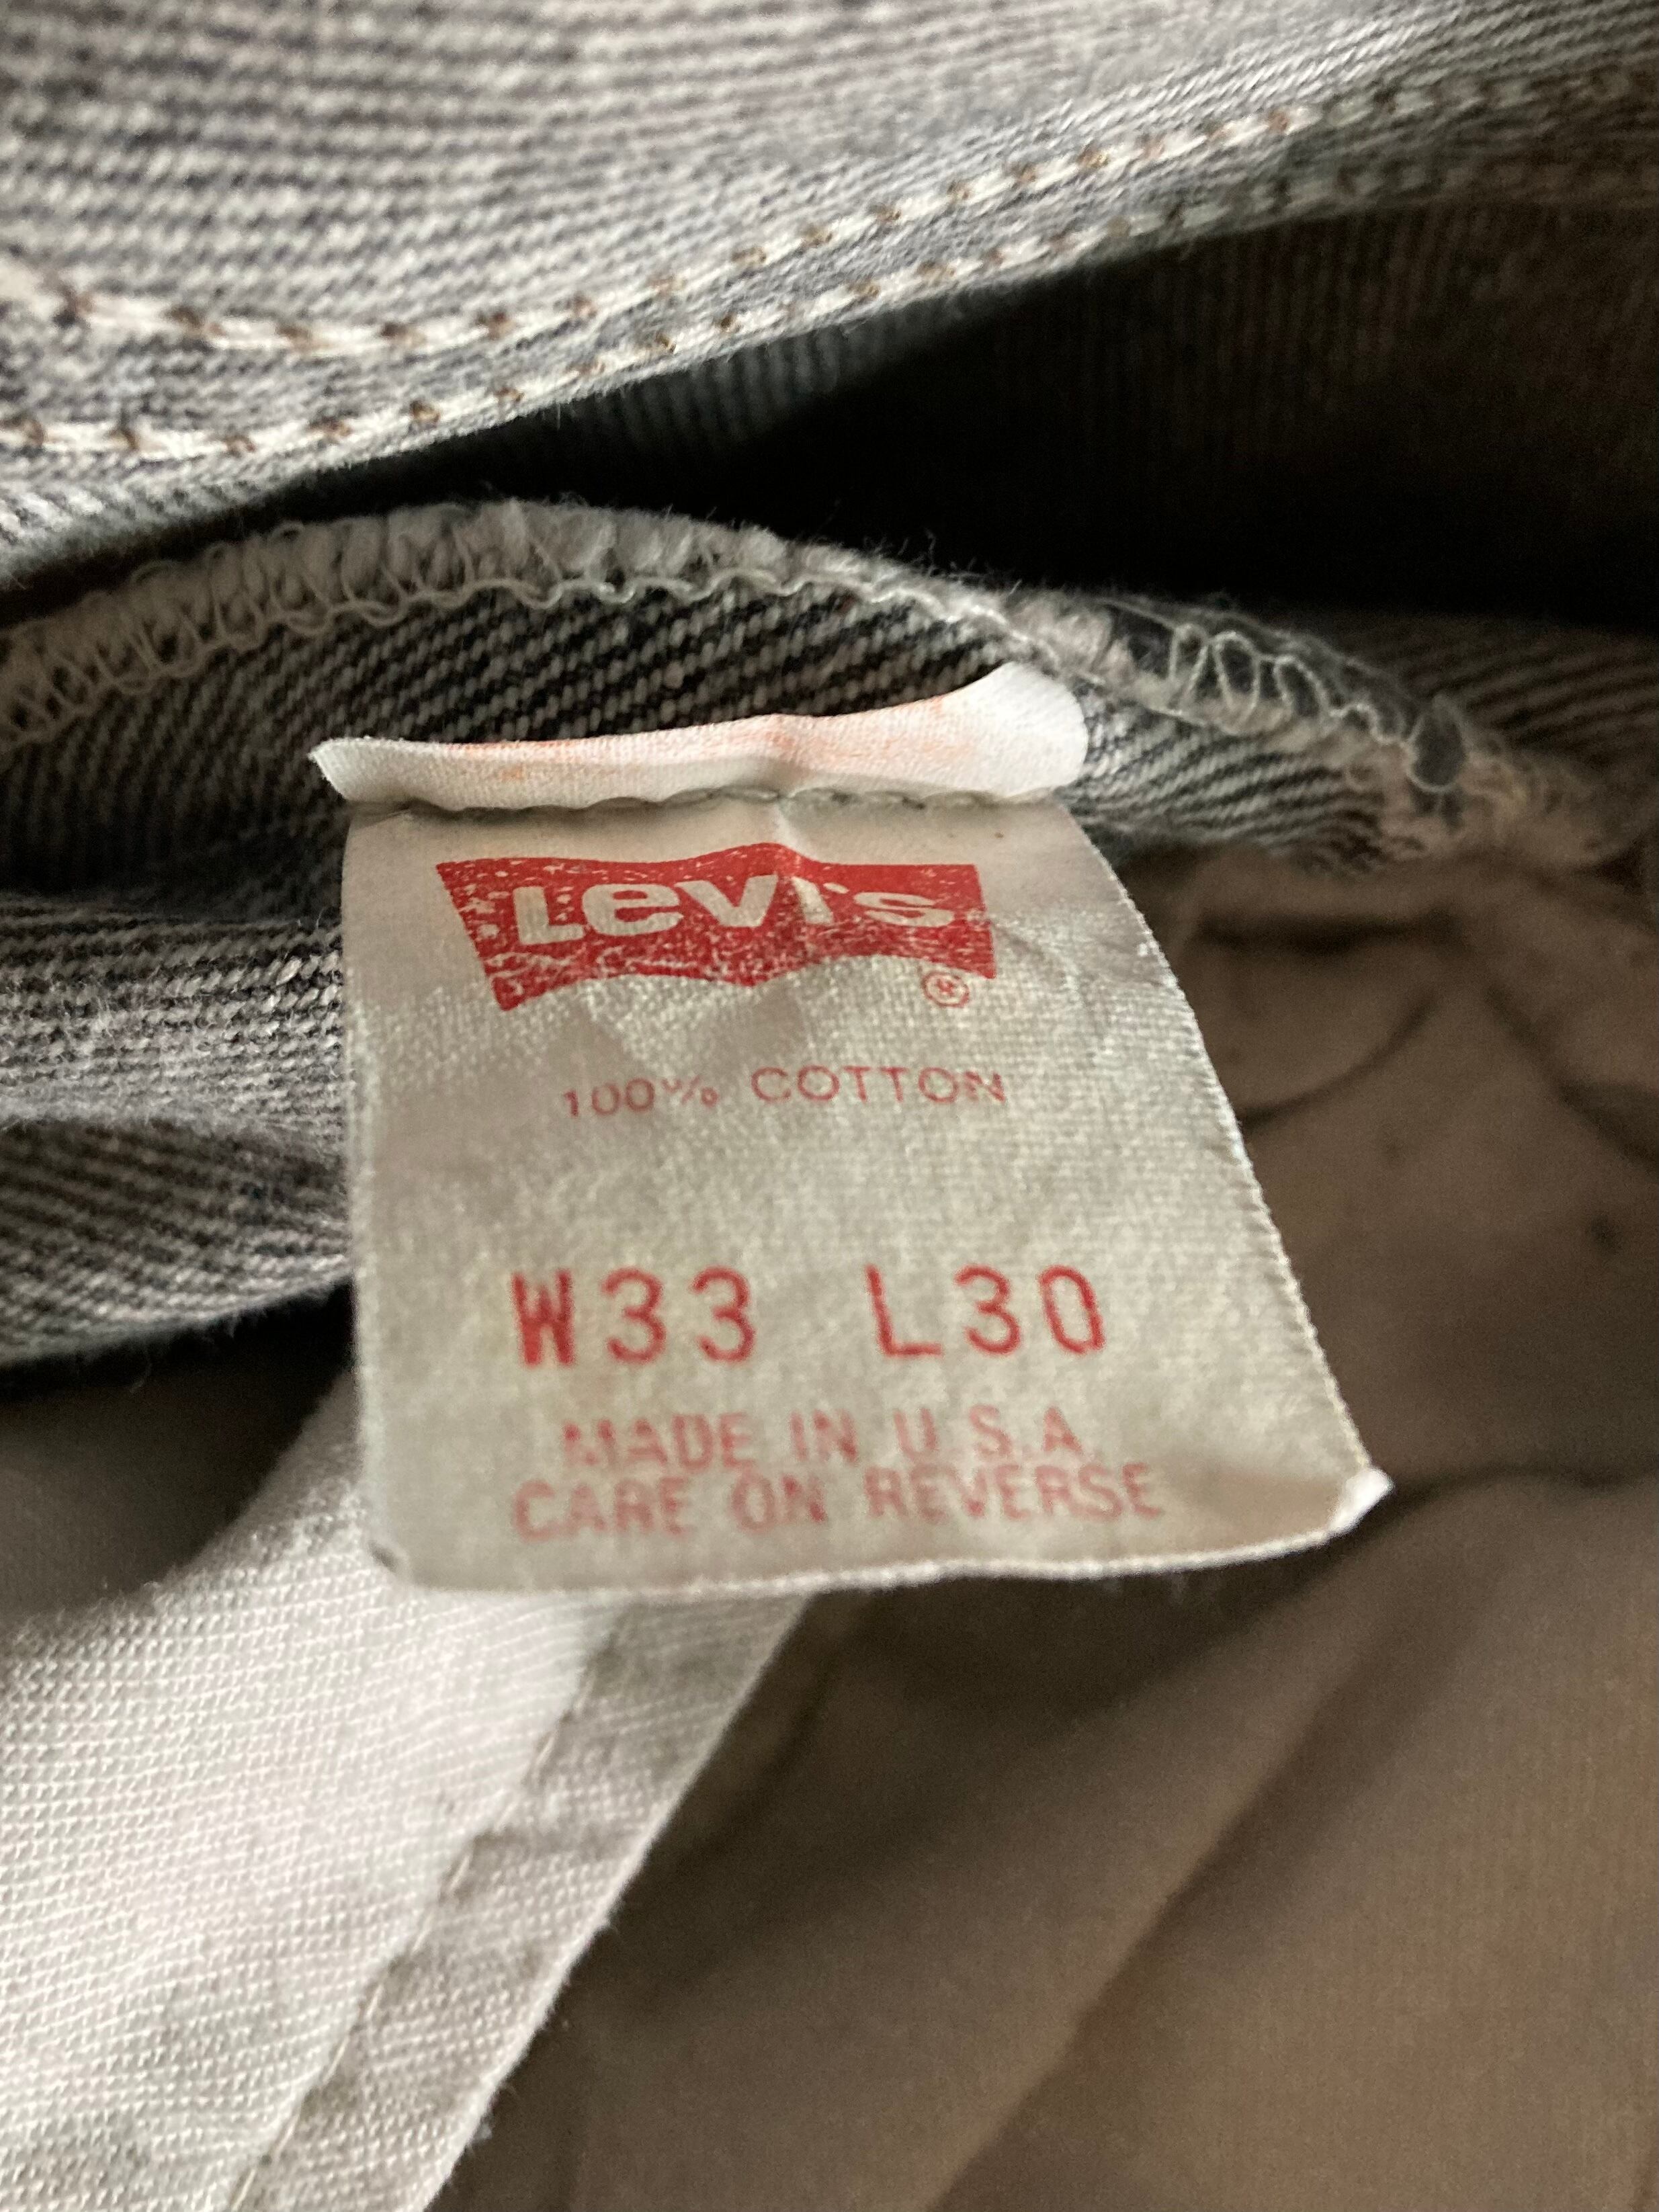 Levi's
®
100% COTTON
W33 L30
MADE IN U.S.A.
CARE ON REVERSE